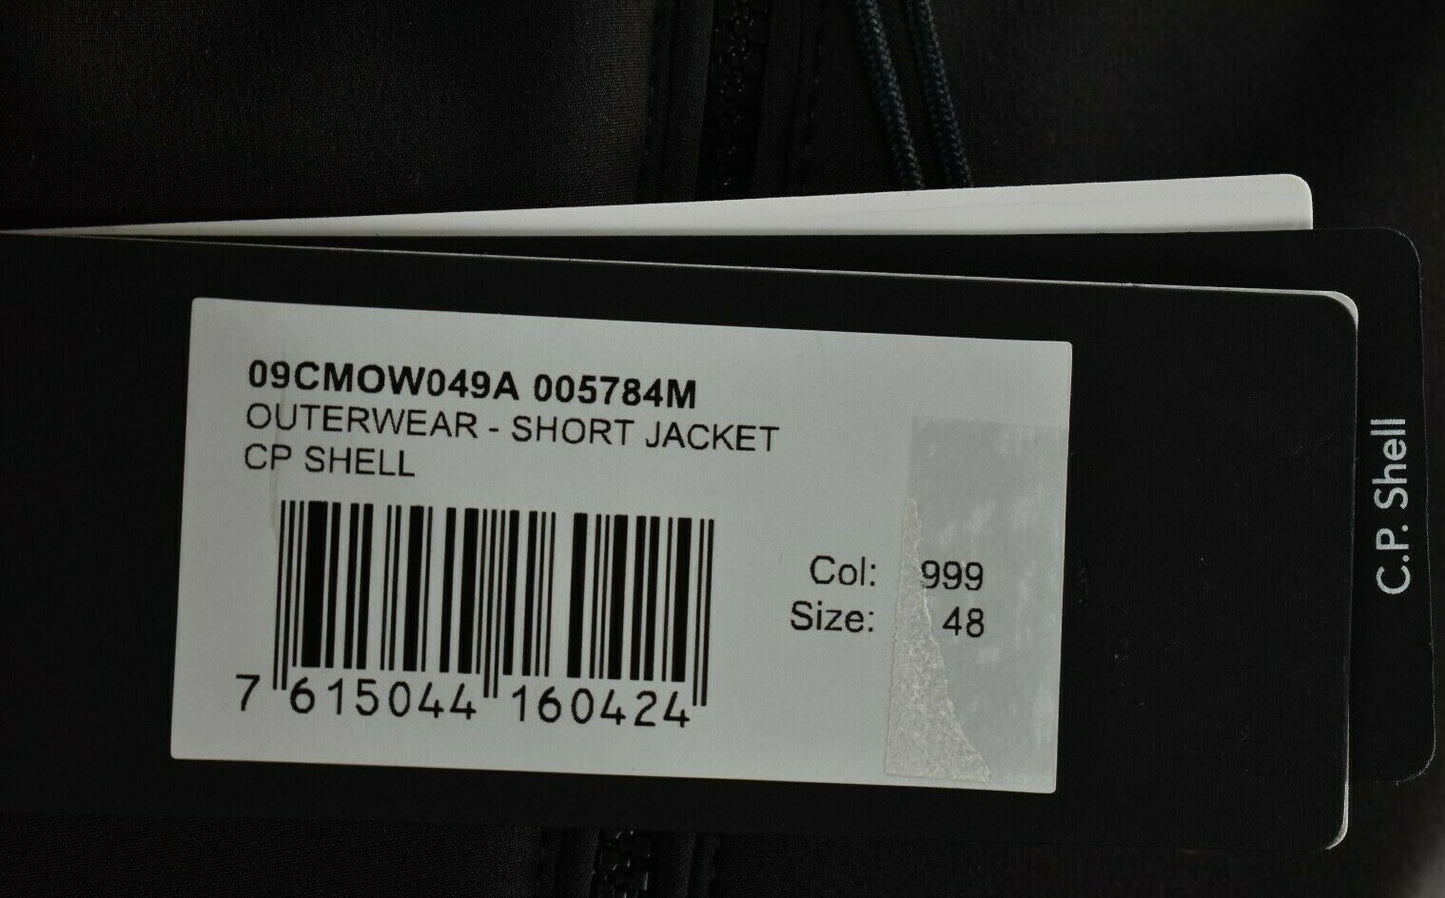 09CMOW049A 005784M
OUTERWEAR - SHORT JACKET
CP SHELL
Col: 999
Size: 48
7 615044 160424
C.P. Shell